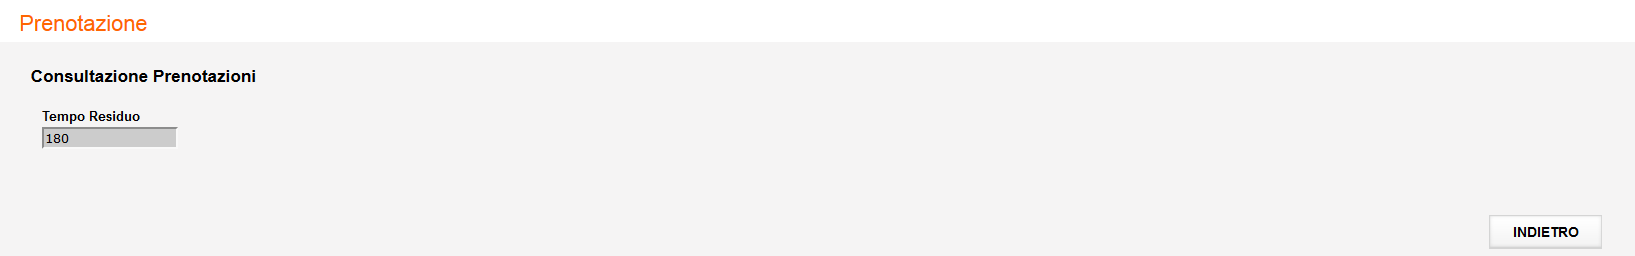 Prenotazione
Consultazione Prenotazioni
Tempo Residuo
180
INDIETRO